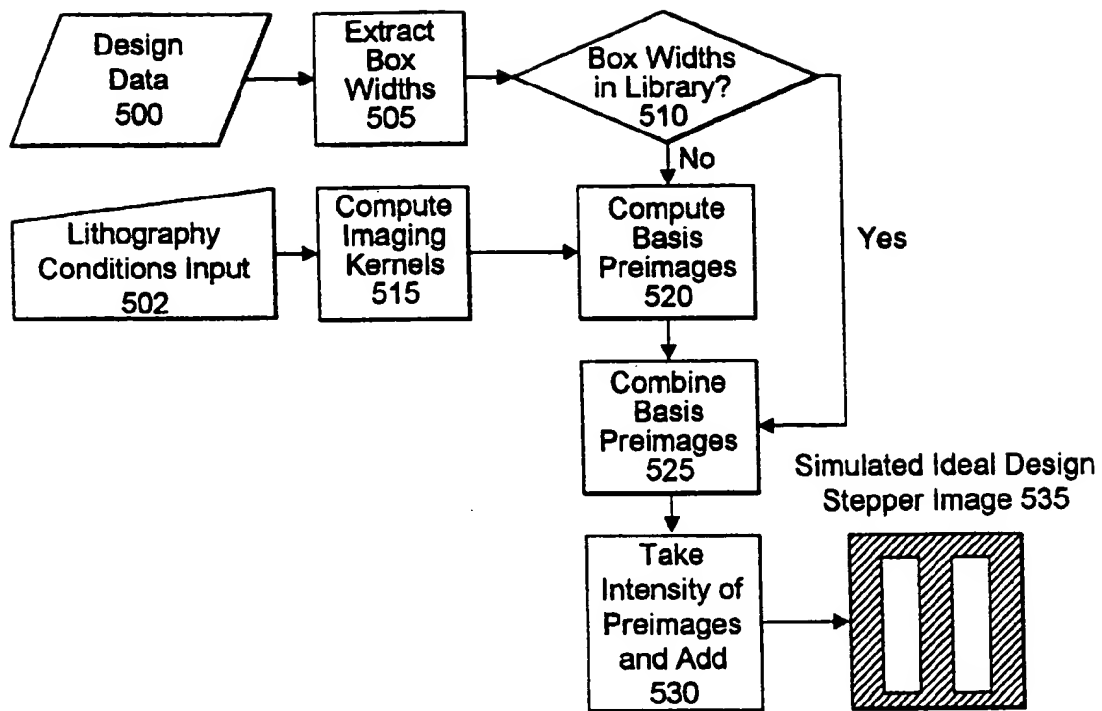 Design
Data
500
Extract
Box
Widths
505
Box Widths
in Library?
510
No
Yes
Lithography
Conditions Input
502
Compute
Imaging
Kernels
515
Compute
Basis
Preimages
520
Combine
Basis
Preimages
525
Simulated Ideal Design
Stepper Image 535
Take
Intensity of
Preimages
and Add
530